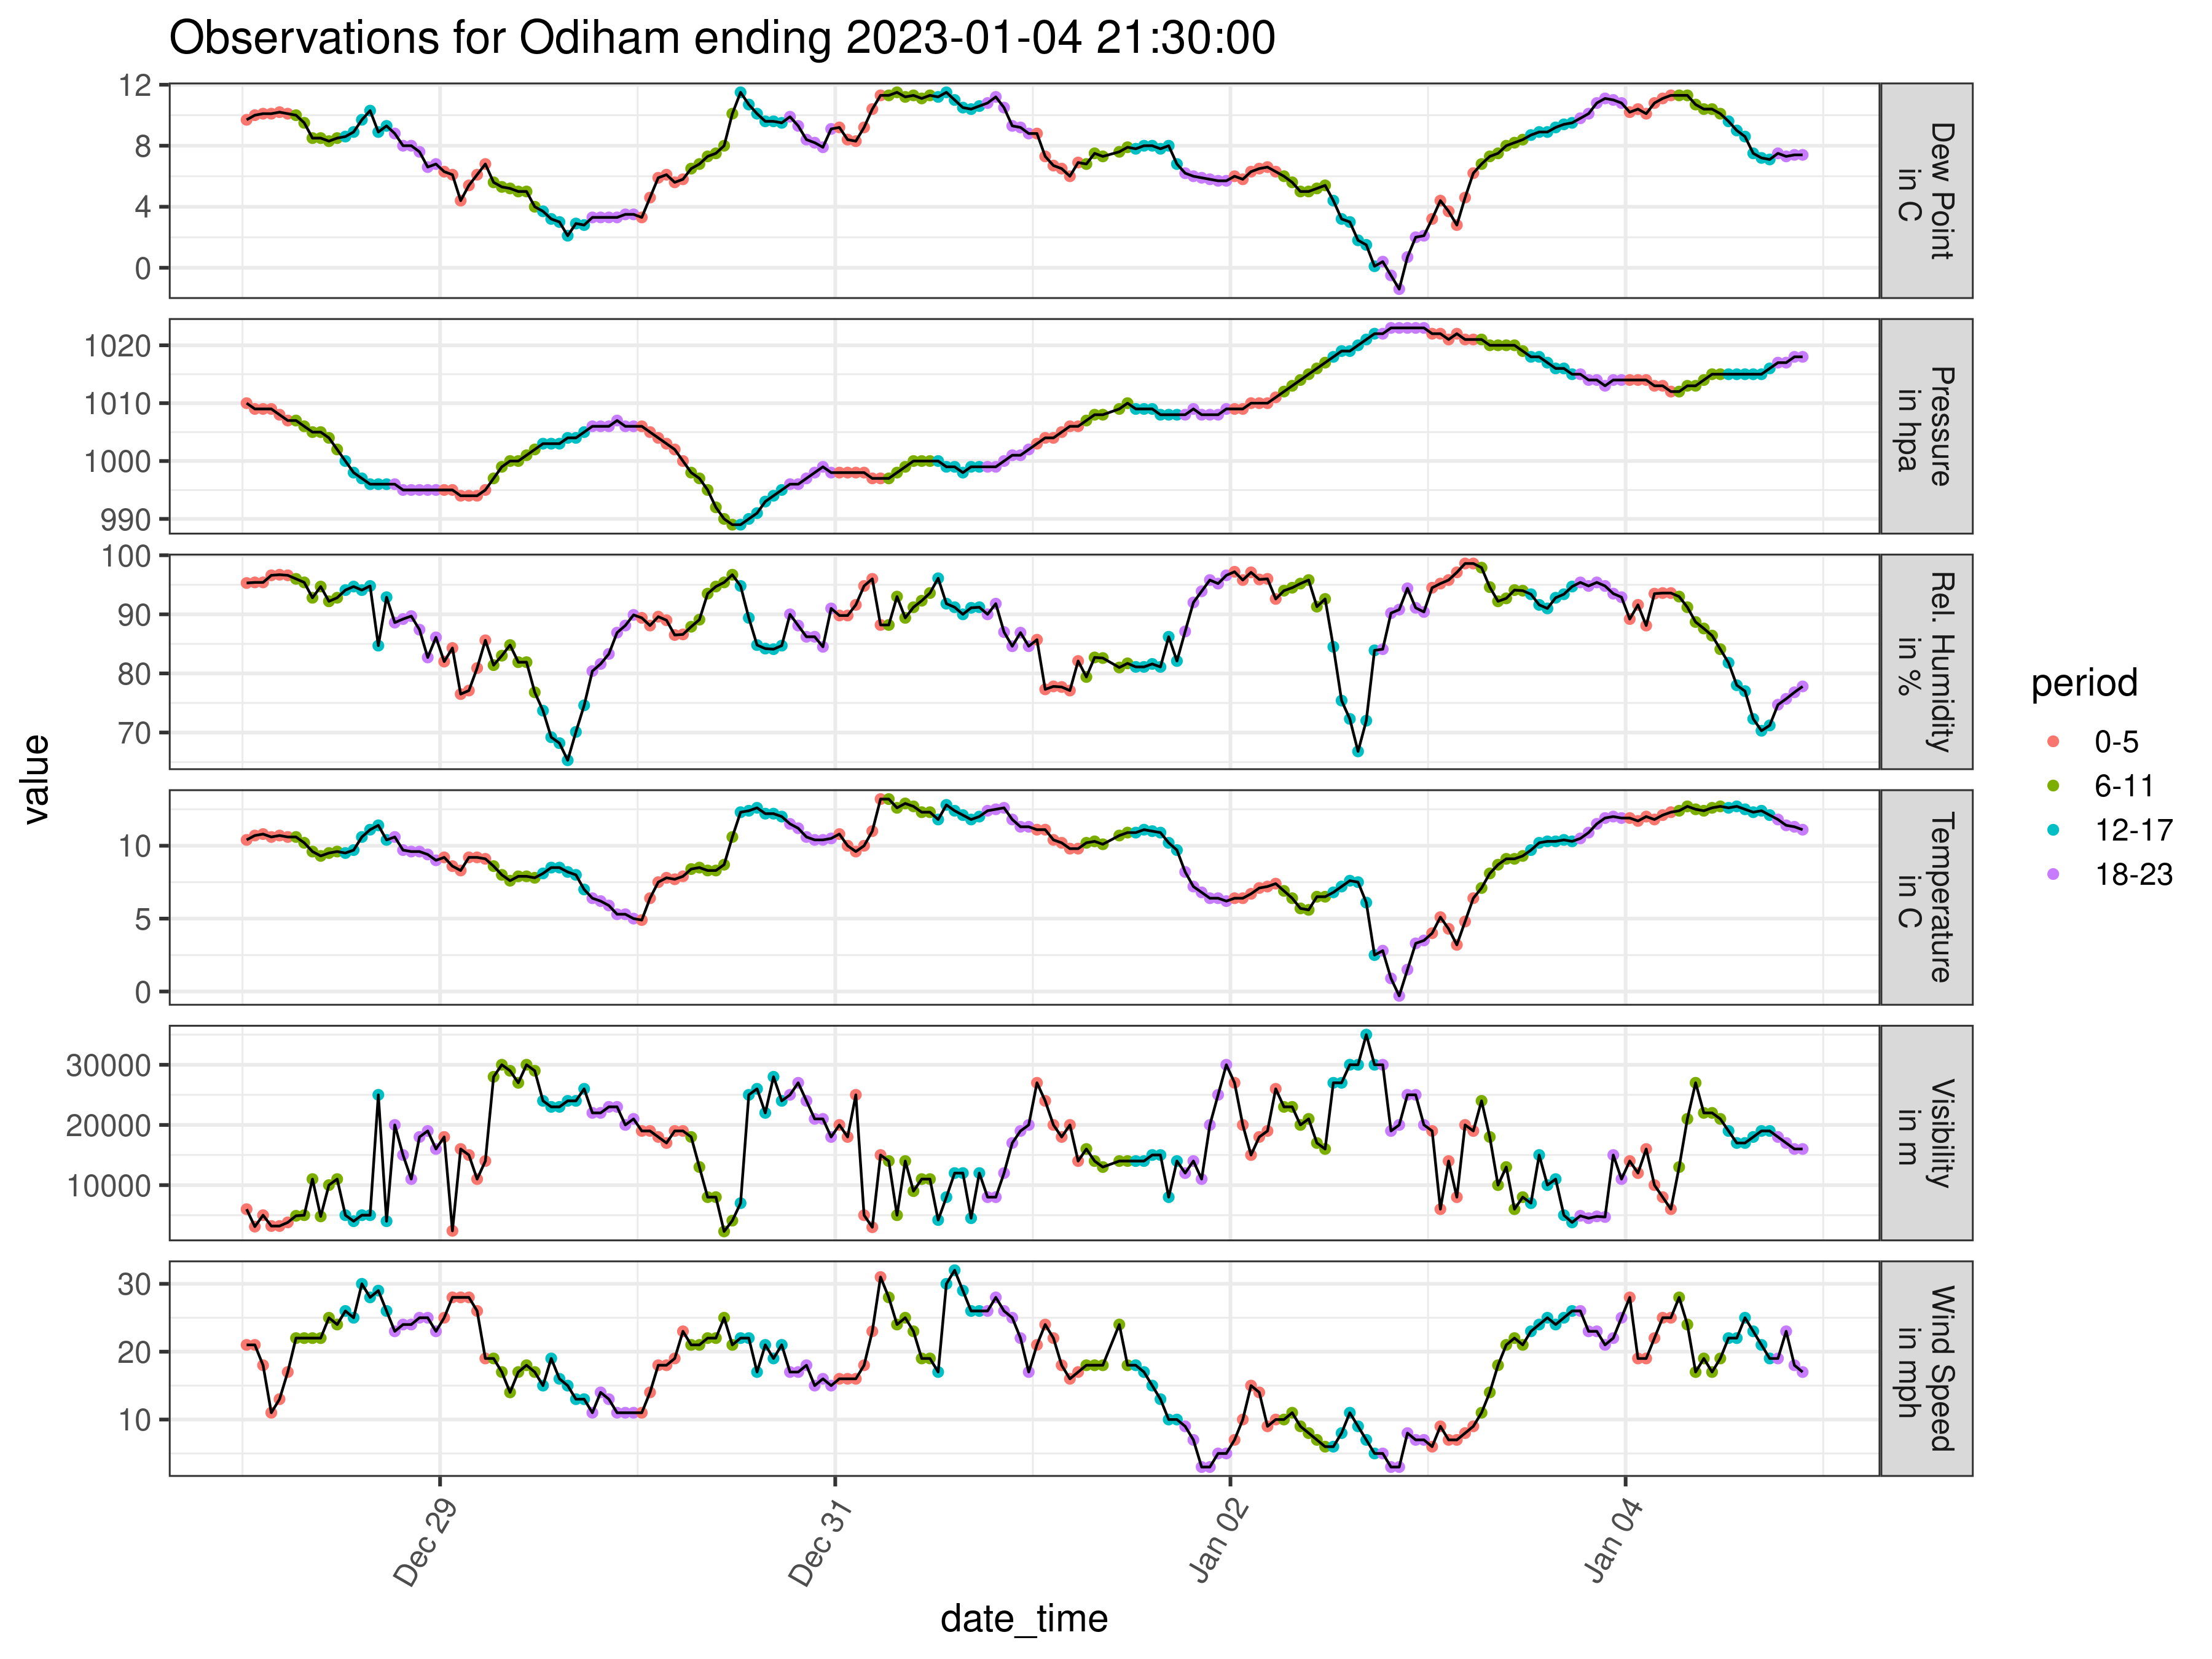 Observations for Odiham ending 2023-01-04 21:30:00
value
12
8
4
0
Dew Point
in C
1020
1010
1000
990
Pressure
in hpa
100
90
80
70
Rel. Humidity
in %
10
5
0
Temperature
in C
30000
20000
10000
Visibility
in m
30
20
10
Wind Speed
in mph
Dec 29
Dec 31
Jan 02
Jan 04
date_time
period
0-5
6-11
12-17
18-23